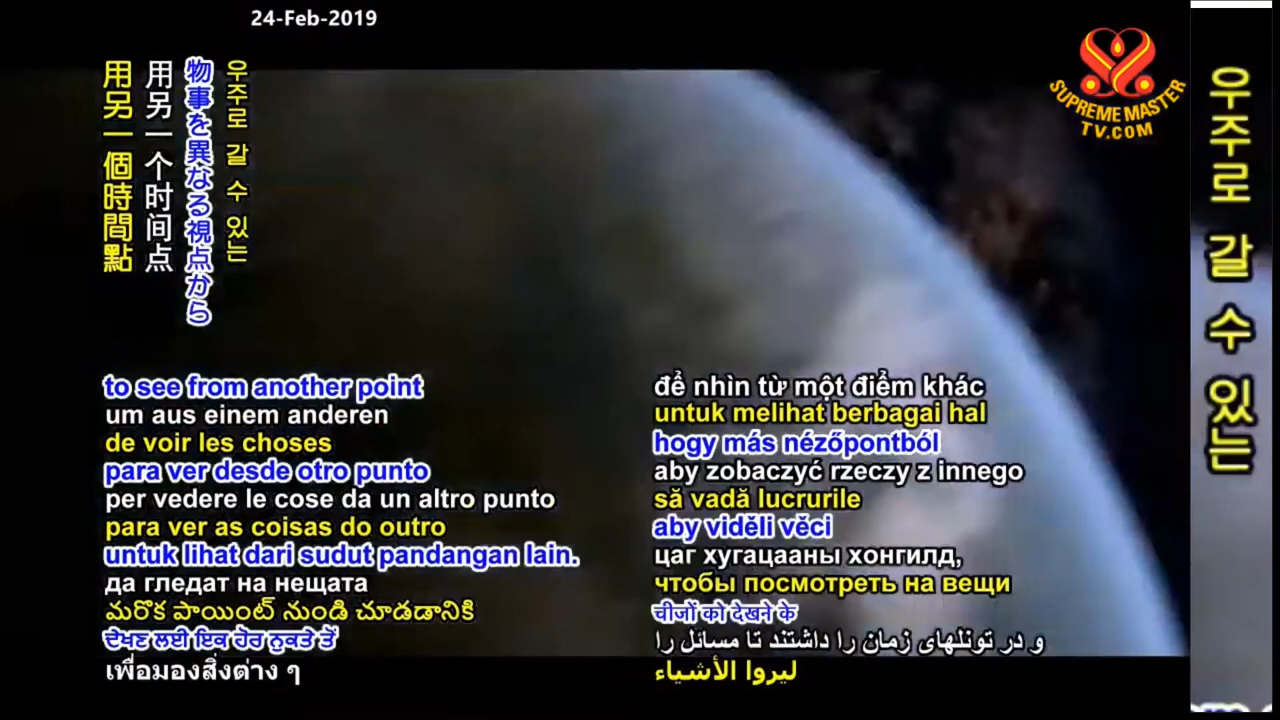 24-Feb-2019
SUPREME MASTER
TV.COM
우주로 갈 수 있는
物事を異なる視点から
用另一个时间点
用另一個時間點
to see from another point
um aus einem anderen
de voir les choses
para ver desde otro punto
per vedere le cose da un altro punto
para ver as coisas do outro
untuk lihat dari sudut pandangan lain.
да гледат на нещата
మరొక పాయింట్ నుండి చూడడానికి
ਦੇਖਣ ਲਈ ਇਕ ਹੋਰ ਨੁਕਤੇ ਤੋਂ
เพื่อมองสิ่งต่าง ๆ
để nhìn từ một điểm khác
untuk melihat berbagai hal
hogy más nézőpontból
aby zobaczyć rzeczy z innego
să vadă lucrurile
aby viděli věci
цаг хугацааны хонгилд,
чтобы посмотреть на вещи
चीजों को देखने के
و در تونلهای زمان را داشتند تا مسائل را
ليروا الأشياء
우주로 갈 수 있는